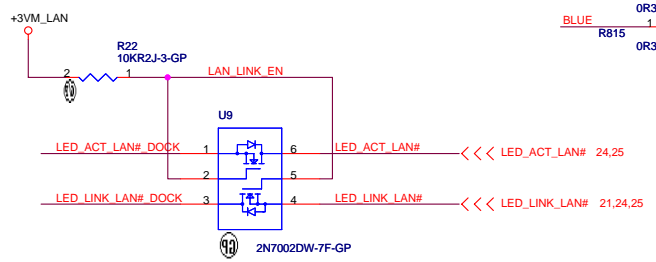 +3VM_LAN
R22
10KR2J-3-GP
2
1
LAN_LINK_EN
BLUE
1
0R3
R815
0R3
U9
LED_ACT_LAN#_DOCK
1
6
LED_ACT_LAN#
LED_ACT_LAN# 24,25
2
5
LED_LINK_LAN#_DOCK
3
4
LED_LINK_LAN#
LED_LINK_LAN# 21,24,25
GP
2N7002DW-7F-GP